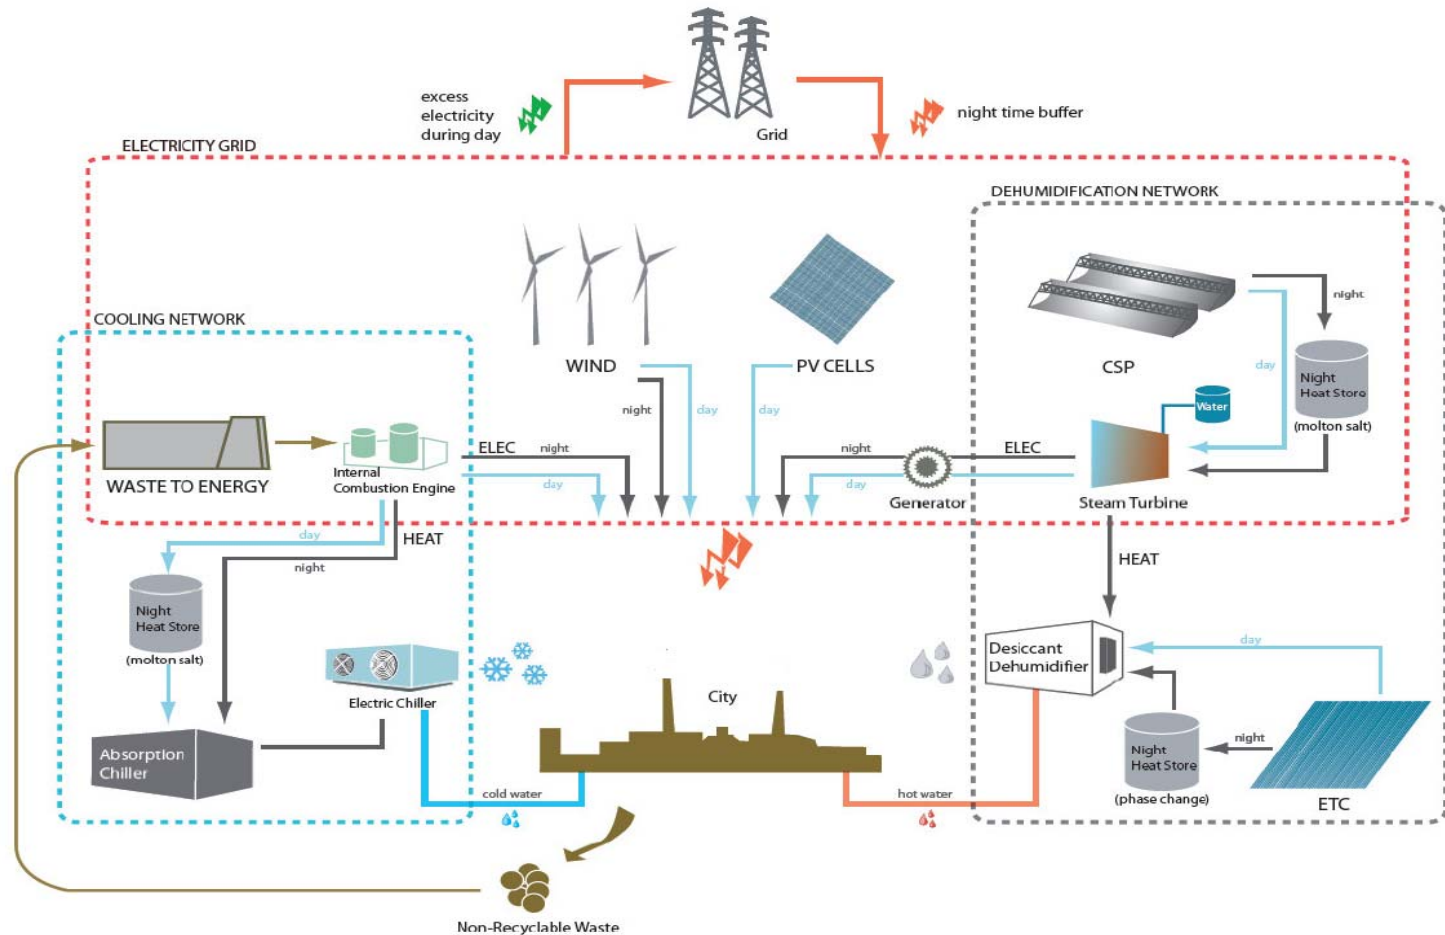 excess
electricity
during day
Grid
night time buffer
ELECTRICITY GRID
DEHUMIDIFICATION NETWORK
COOLING NETWORK
WIND
PV CELLS
CSP
night
day
Night
Heat Store
(molton salt)
Water
night
day
day
WASTE TO ENERGY
Internal
Combustion Engine
ELEC
night
day
night
day
ELEC
Generator
Steam Turbine
day
HEAT
night
HEAT
Night
Heat Store
(molton salt)
Electric Chiller
Absorption
Chiller
City
Desiccant
Dehumidifier
day
night
Night
Heat Store
(phase change)
ETC
cold water
hot water
Non-Recyclable Waste